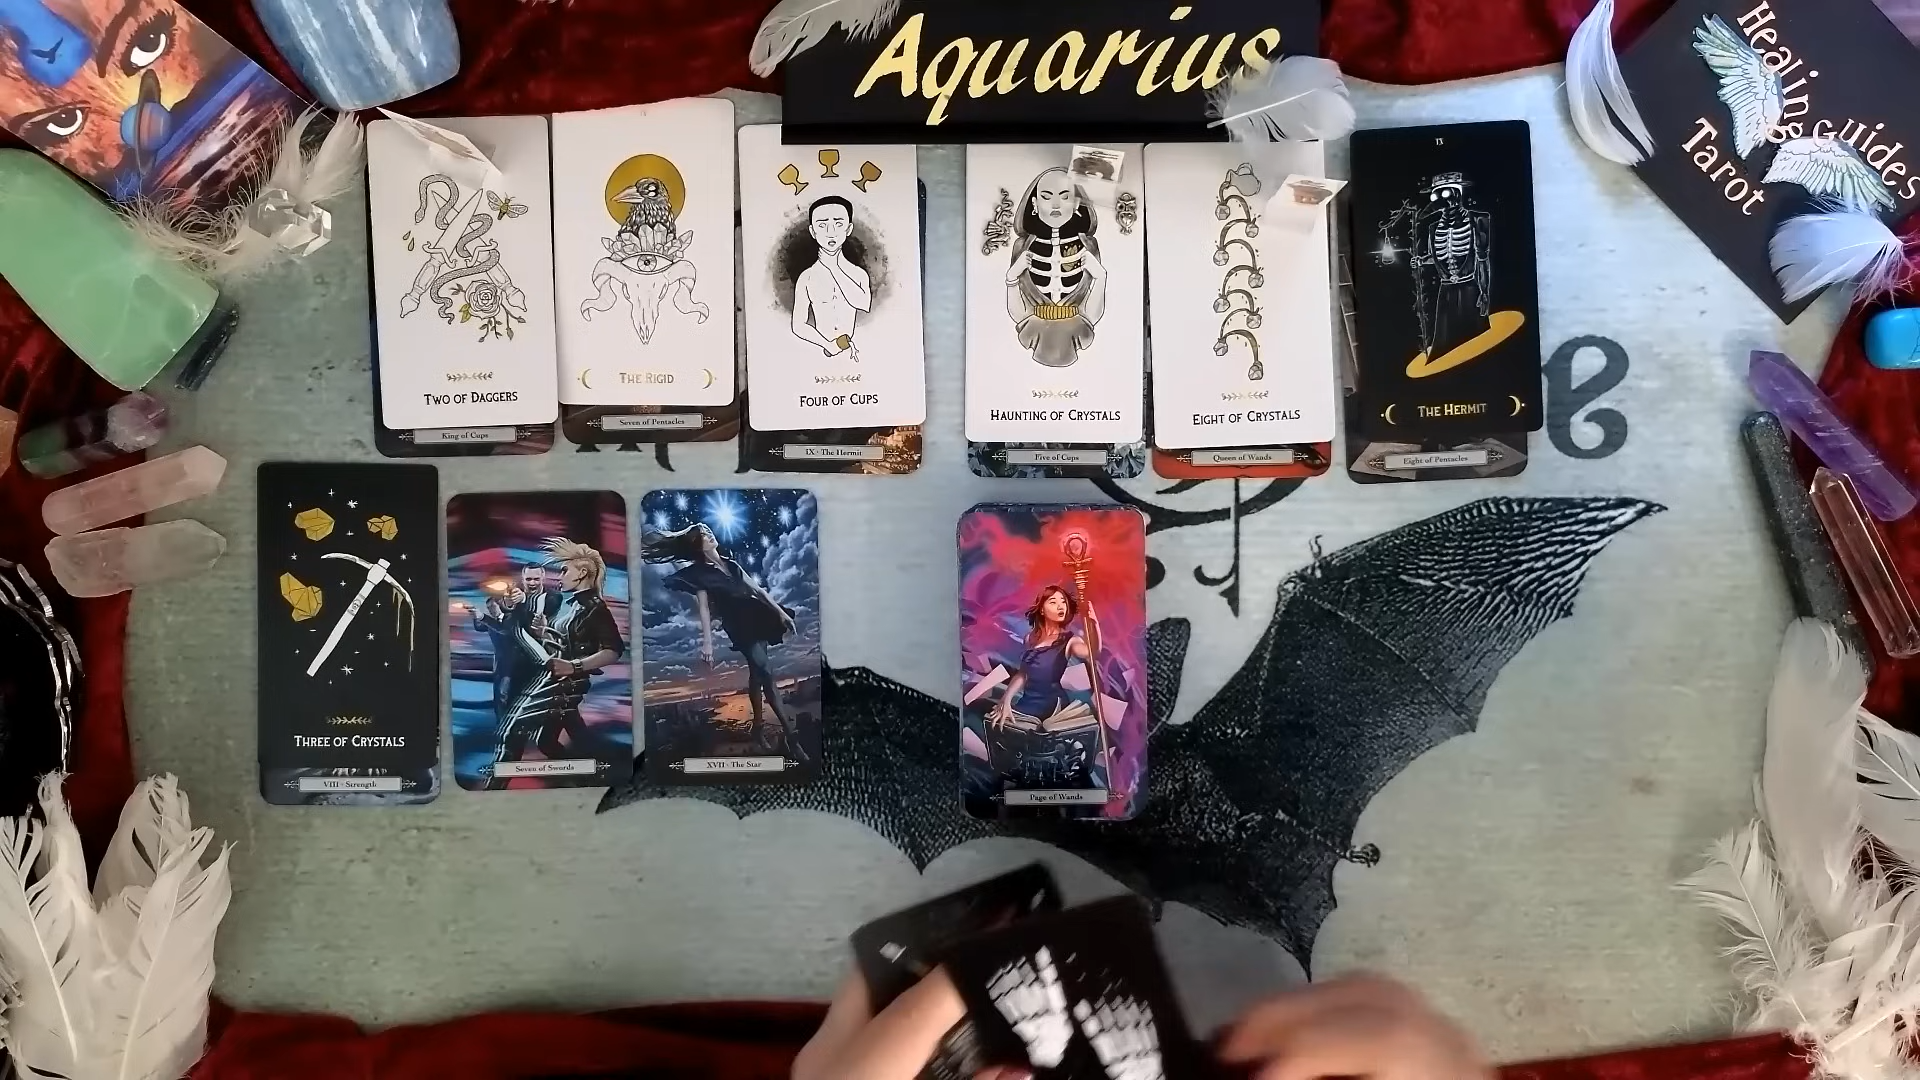 Aquarius
Healing
Guides
Tarot
TWO OF DAGGERS
THE RIGID
FOUR OF CUPS
HAUNTING OF CRYSTALS
EIGHT OF CRYSTALS
IX
THE HERMIT
King of Cups
Seven of Pentacles
IX · The Hermit
Five of Cups
Queen of Wands
Eight of Pentacles
THREE OF CRYSTALS
VIII · Strength
Seven of Swords
XVII · The Star
Page of Wands